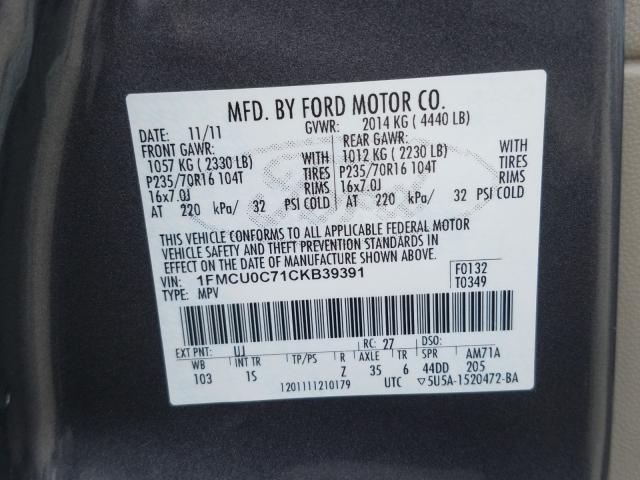 MFD. BY FORD MOTOR CO.
DATE: 11/11 GVWR: 2014 KG ( 4440 LB)
FRONT GAWR: REAR GAWR:
1057 KG ( 2330 LB) WITH 1012 KG ( 2230 LB) WITH
P235/70R16 104T TIRES P235/70R16 104T TIRES
16x7.0J RIMS 16x7.0J RIMS
AT 220 kPa/ 32 PSI COLD AT 220 kPa/ 32 PSI COLD
THIS VEHICLE CONFORMS TO ALL APPLICABLE FEDERAL MOTOR
VEHICLE SAFETY AND THEFT PREVENTION STANDARDS IN
EFFECT ON THE DATE OF MANUFACTURE SHOWN ABOVE.
VIN: 1FMCU0C71CKB39391 F0132
TYPE: MPV T0349
EXT PNT: UJ RC: 27 DSO:
WB INT TR TP/PS R AXLE TR SPR AM71A
103 1S Z 35 6 44DD 205
1201111210179 UTC 5U5A-1520472-BA